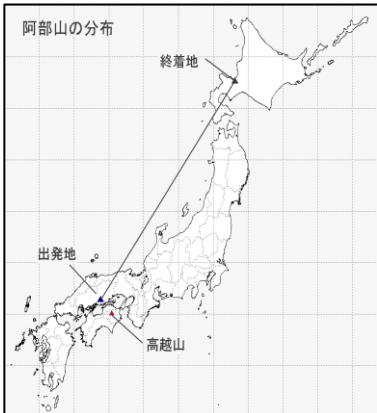 阿部山の分布
終着地
出発地
高越山